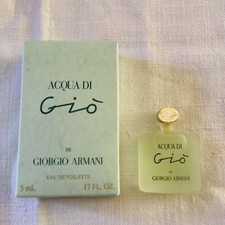 ACQUA DI
Giò
DE
GIORGIO ARMANI
EAU DE TOILETTE
5 mL .17 FL. OZ.
ACQUA DI
Giò
DE
GIORGIO ARMANI